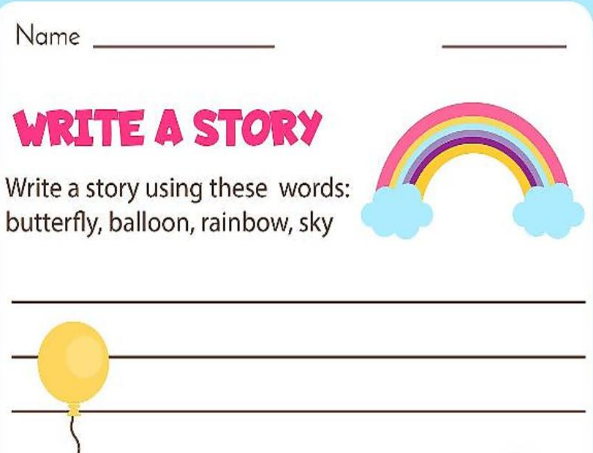 Name
WRITE A STORY
Write a story using these words:
butterfly, balloon, rainbow, sky